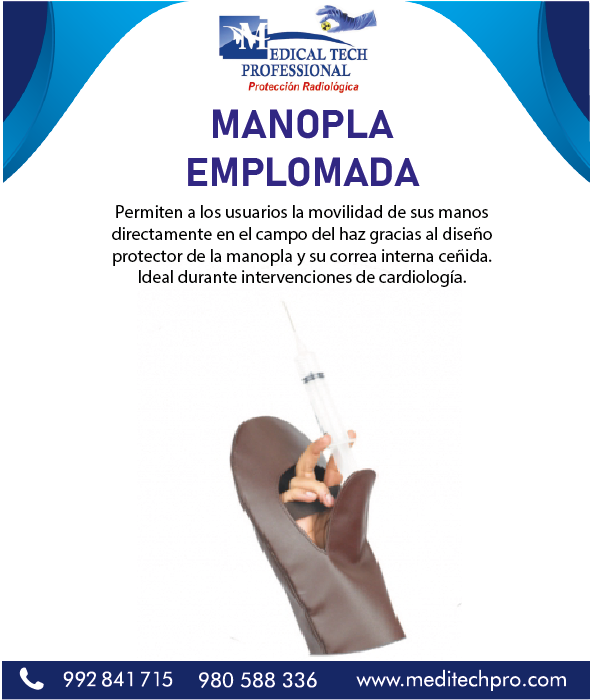 MEDICAL TECH
PROFESSIONAL
Protección Radiológica
MANOPLA
EMPLOMADA
Permiten a los usuarios la movilidad de sus manos
directamente en el campo del haz gracias al diseño
protector de la manopla y su correa interna ceñida.
Ideal durante intervenciones de cardiología.
992 841 715 980 588 336 www.meditechpro.com